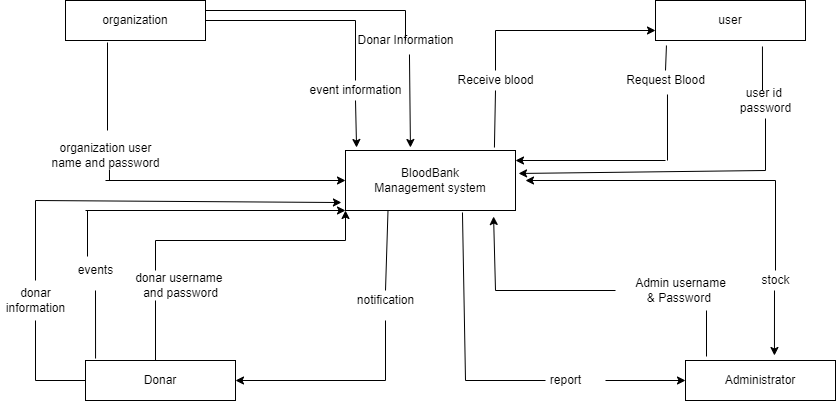 organization
user
Donar Information
event information
Receive blood
Request Blood
user id
password
organization user
name and password
BloodBank
Management system
events
donar username
and password
donar
information
notification
Admin username
& Password
stock
Donar
report
Administrator